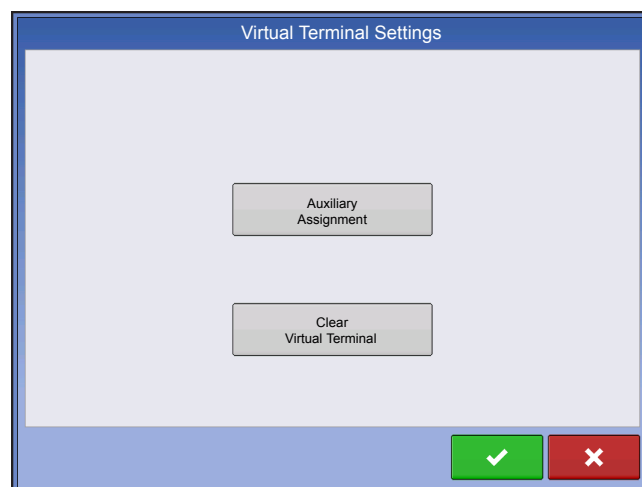 Virtual Terminal Settings
Auxiliary
Assignment
Clear
Virtual Terminal